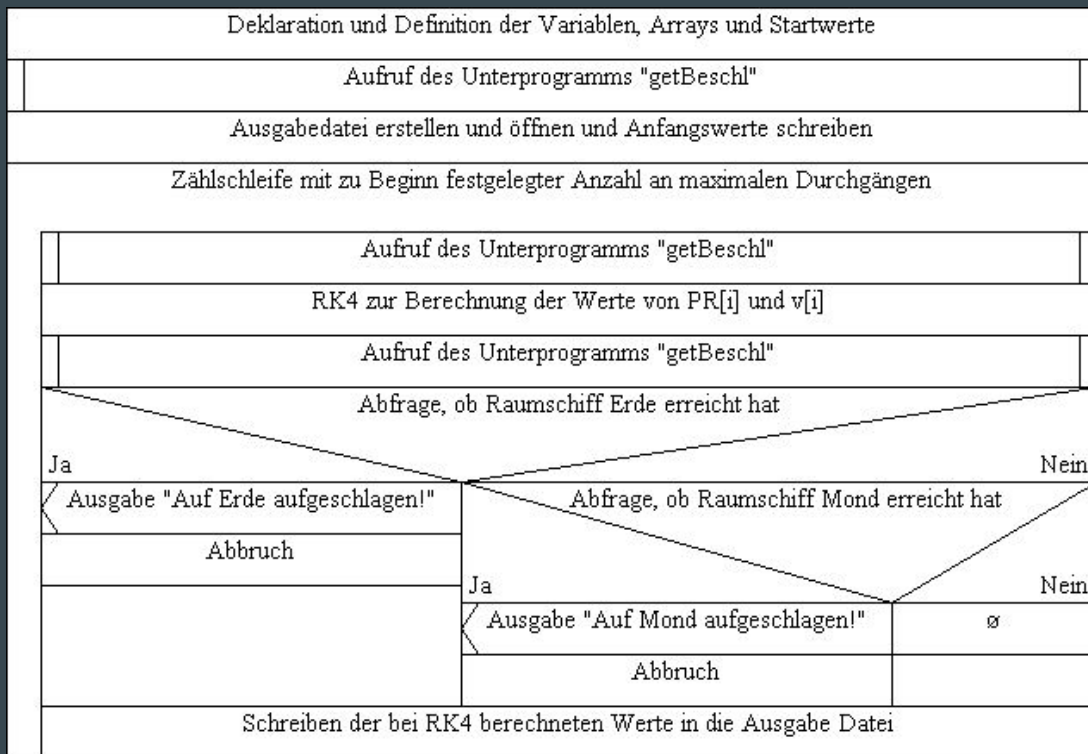 Deklaration und Definition der Variablen, Arrays und Startwerte
Aufruf des Unterprogramms "getBeschl"
Ausgabedatei erstellen und öffnen und Anfangswerte schreiben
Zählschleife mit zu Beginn festgelegter Anzahl an maximalen Durchgängen
Aufruf des Unterprogramms "getBeschl"
RK4 zur Berechnung der Werte von PR[i] und v[i]
Aufruf des Unterprogramms "getBeschl"
Abfrage, ob Raumschiff Erde erreicht hat
Ja
Nein
Ausgabe "Auf Erde aufgeschlagen!"
Abbruch
Abfrage, ob Raumschiff Mond erreicht hat
Ja
Nein
Ausgabe "Auf Mond aufgeschlagen!"
ø
Abbruch
Schreiben der bei RK4 berechneten Werte in die Ausgabe Datei